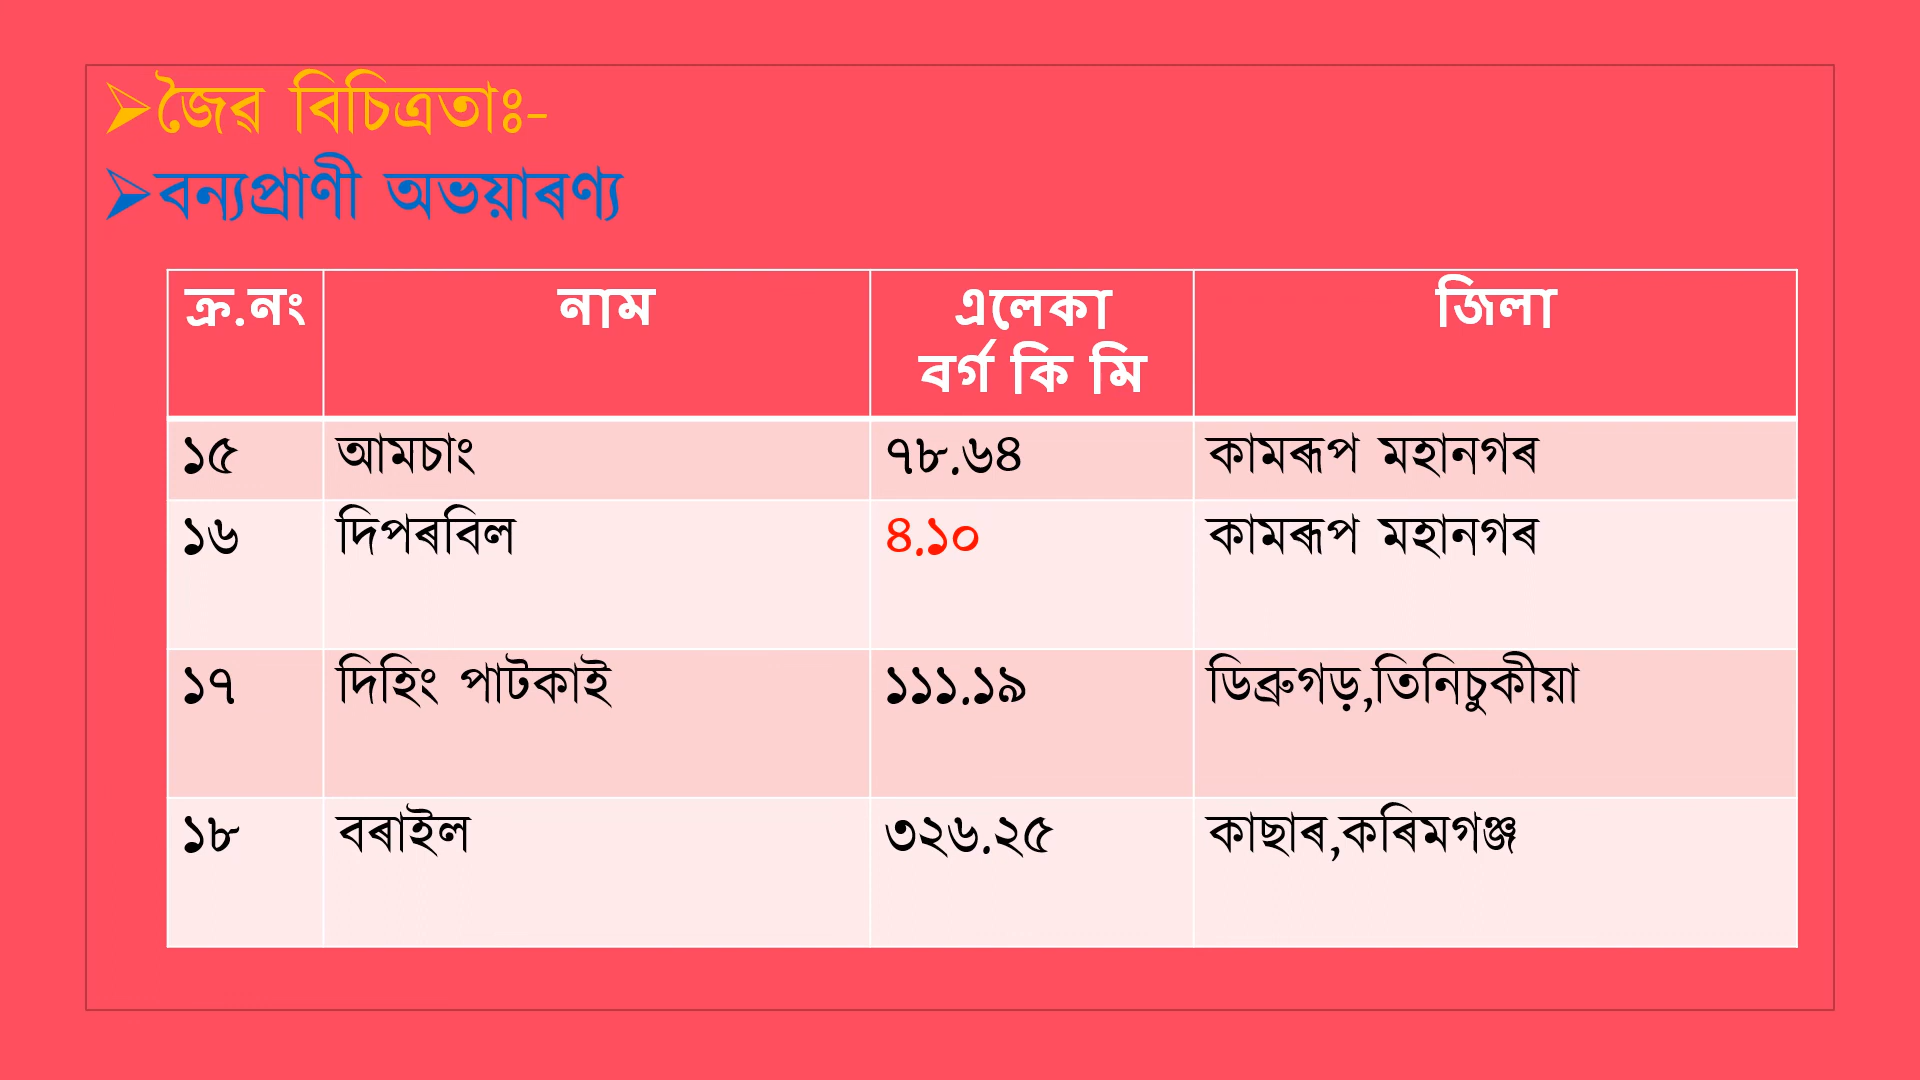 ➢জৈৱ বিচিত্ৰতাঃ-
➢বন্যপ্ৰাণী অভয়াৰণ্য
ক্ৰ.নং নাম এলেকা বৰ্গ কি মি জিলা
১৫ আমচাং ৭৮.৬৪ কামৰূপ মহানগৰ
১৬ দিপৰবিল ৪.১০ কামৰূপ মহানগৰ
১৭ দিহিং পাটকাই ১১১.১৯ ডিব্ৰুগড়,তিনিচুকীয়া
১৮ বৰাইল ৩২৬.২৫ কাছাৰ,কৰিমগঞ্জ